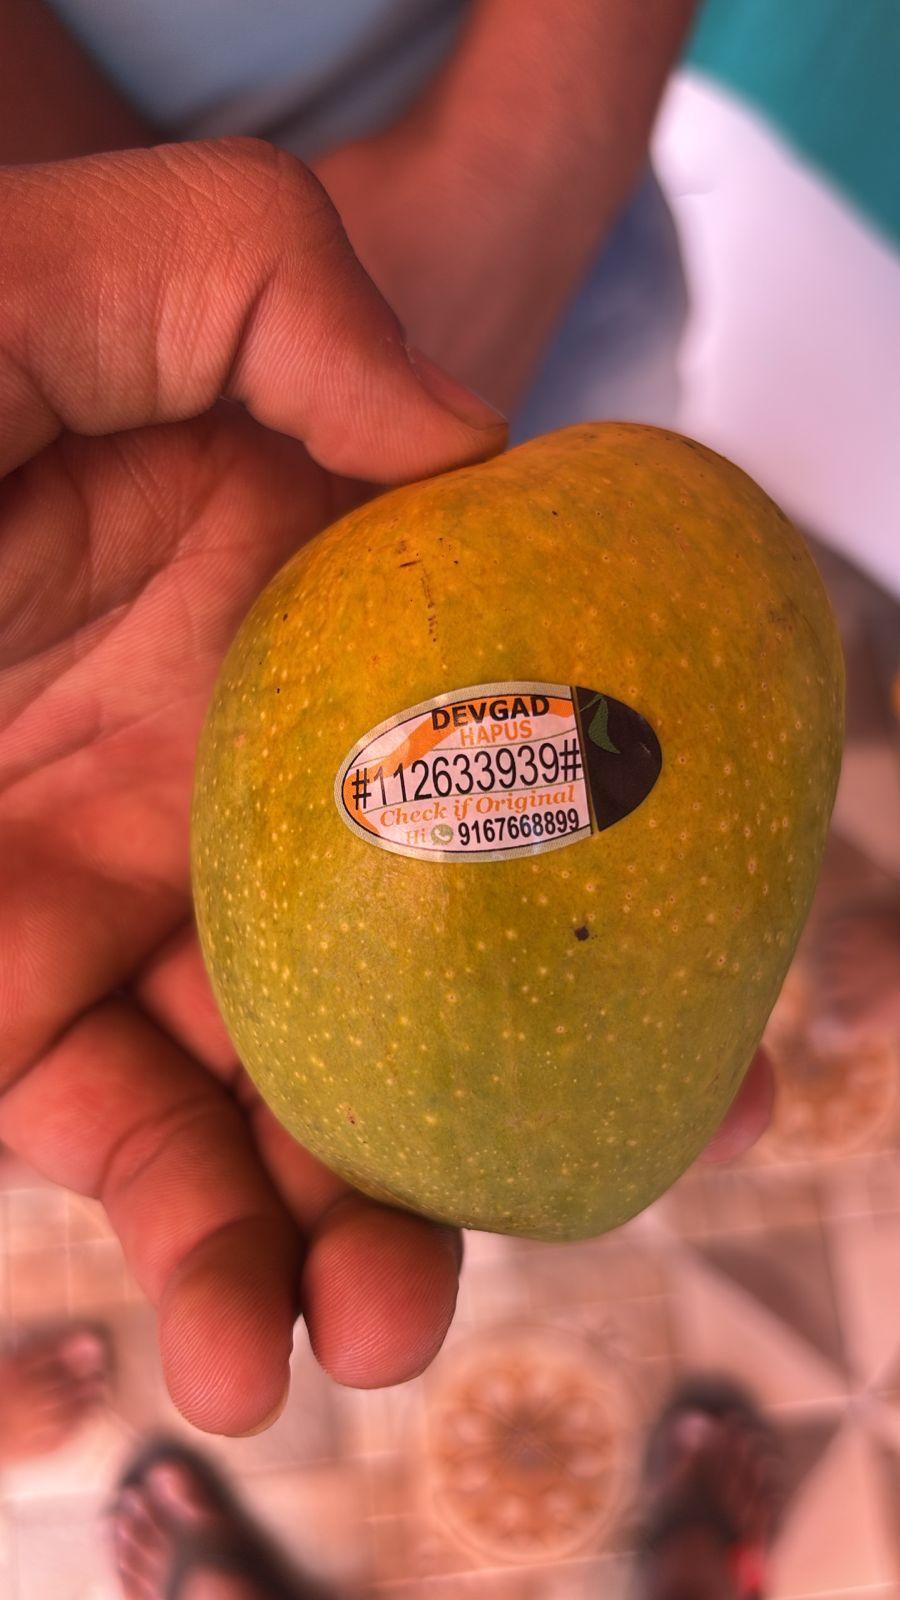 DEVGAD
HAPUS
#112633939#
Check if Original
Hi 9167668899